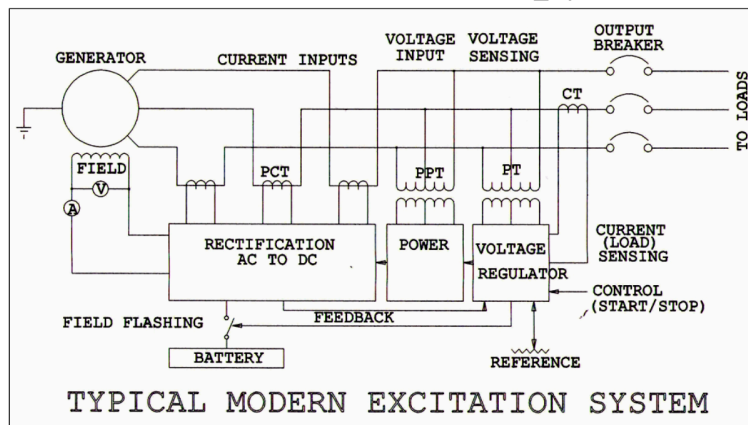 GENERATOR
CURRENT INPUTS
VOLTAGE
INPUT
VOLTAGE
SENSING
OUTPUT
BREAKER
CT
TO LOADS
FIELD
V
A
PCT
PPT
PT
RECTIFICATION
AC TO DC
POWER
VOLTAGE
REGULATOR
CURRENT
(LOAD)
SENSING
CONTROL
(START/STOP)
FIELD FLASHING
FEEDBACK
BATTERY
REFERENCE
TYPICAL MODERN EXCITATION SYSTEM